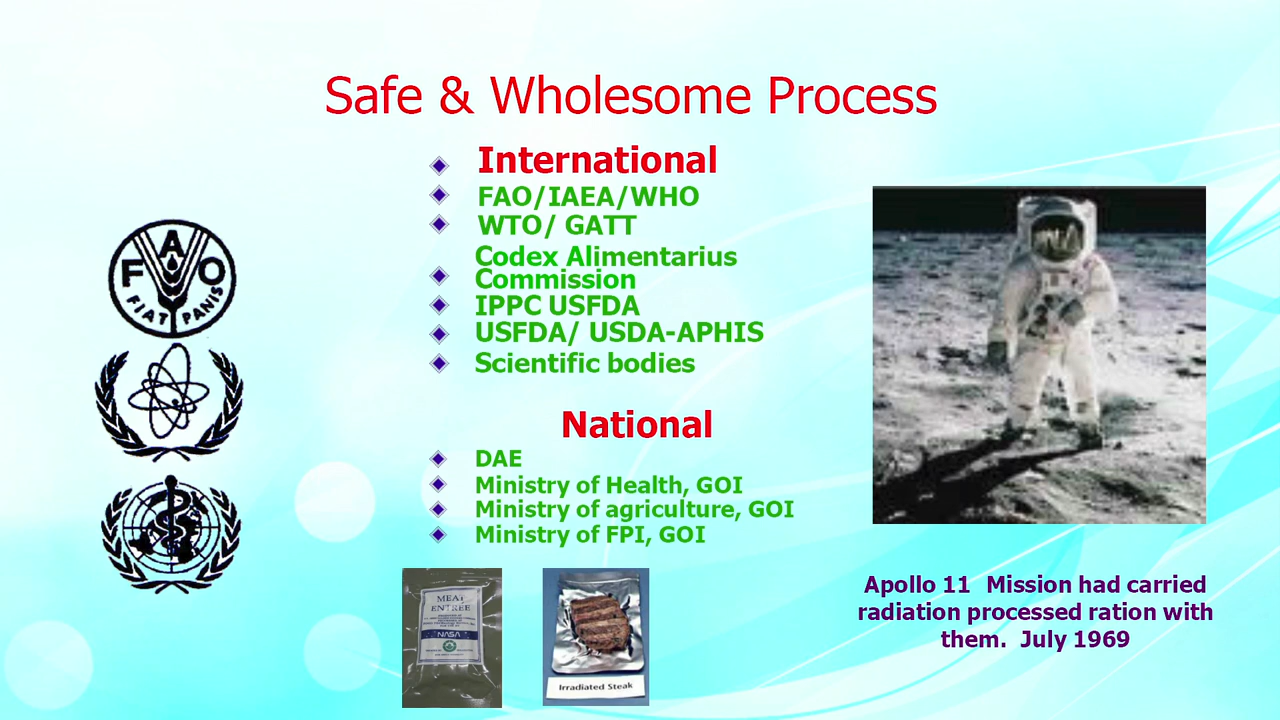 Safe & Wholesome Process
International
FAO/IAEA/WHO
WTO/ GATT
Codex Alimentarius
Commission
IPPC USFDA
USFDA/ USDA-APHIS
Scientific bodies
National
DAE
Ministry of Health, GOI
Ministry of agriculture, GOI
Ministry of FPI, GOI
F A O
FIAT PANIS
MEAT
ENTREE
NASA
Irradiated Steak
Apollo 11 Mission had carried
radiation processed ration with
them. July 1969